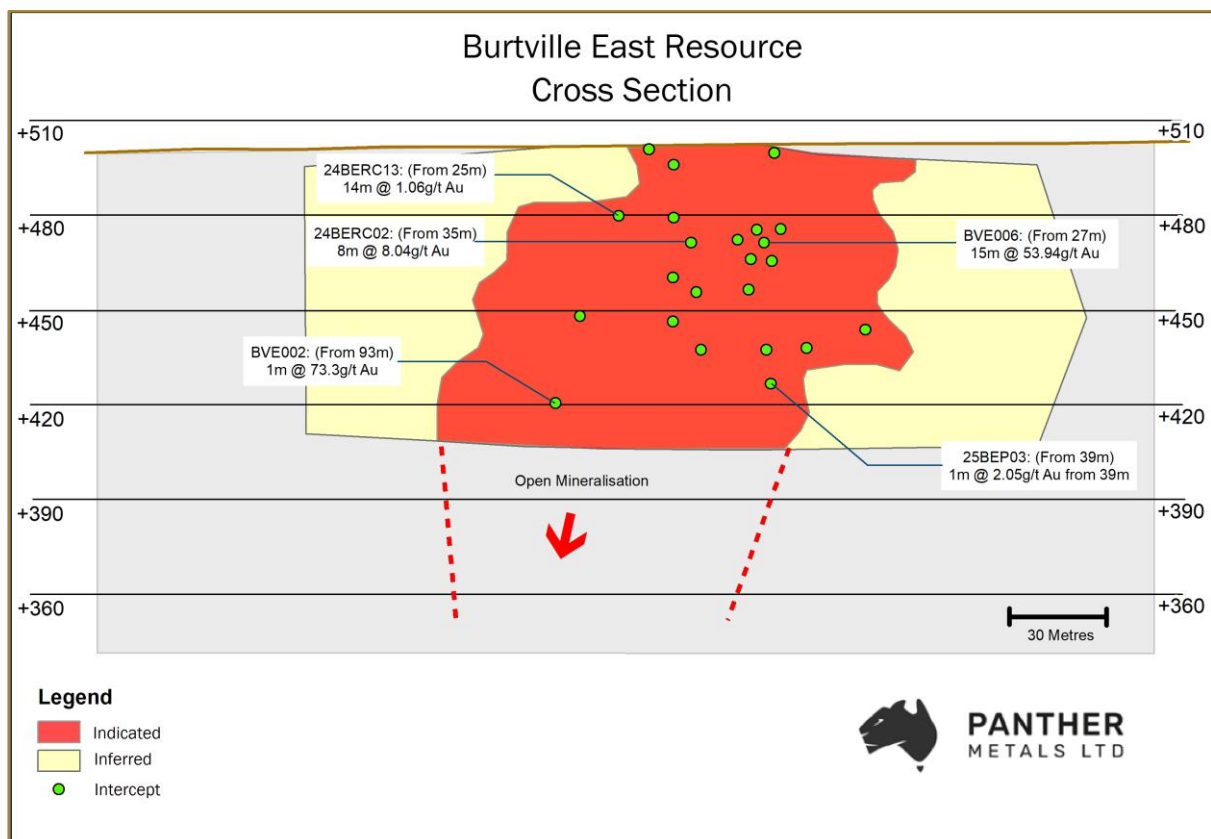 Burtville East Resource
Cross Section
+510
+510
24BERC13: (From 25m)
14m @ 1.06g/t Au
+480
+480
24BERC02: (From 35m)
8m @ 8.04g/t Au
BVE006: (From 27m)
15m @ 53.94g/t Au
+450
+450
BVE002: (From 93m)
1m @ 73.3g/t Au
+420
+420
25BEP03: (From 39m)
1m @ 2.05g/t Au from 39m
Open Mineralisation
+390
+390
+360
+360
30 Metres
Legend
Indicated
Inferred
Intercept
PANTHER
METALS LTD